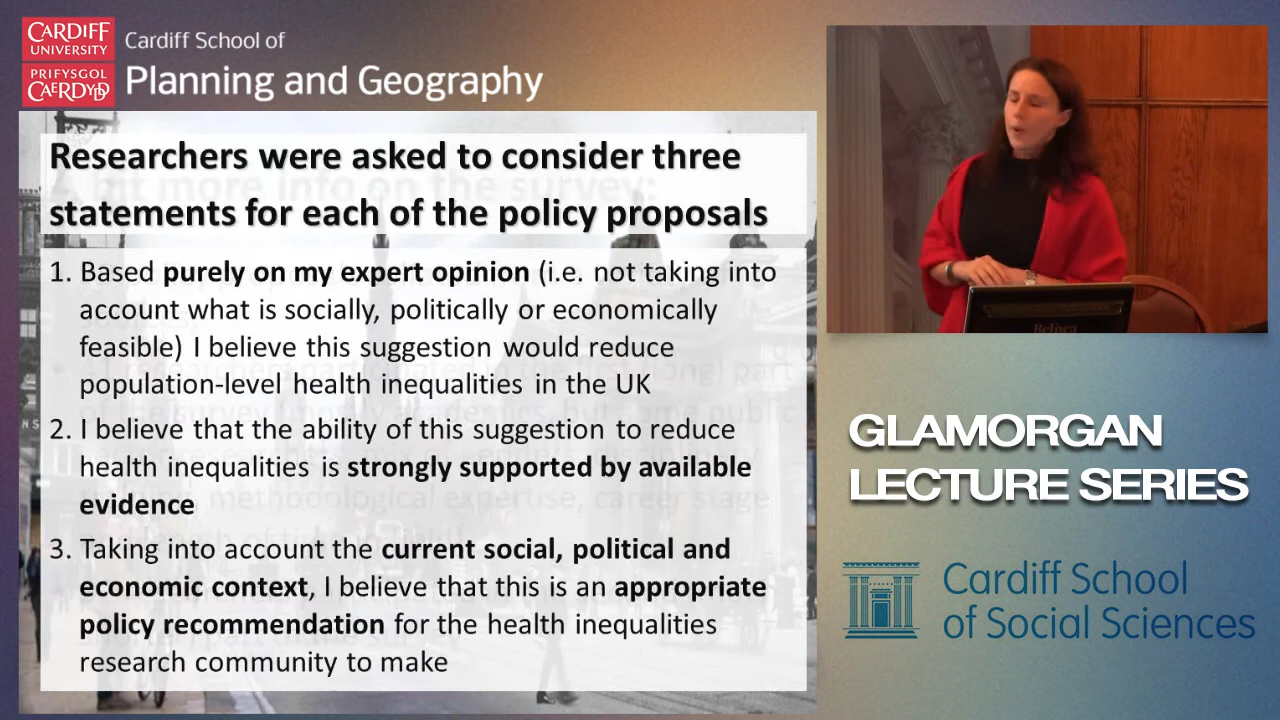 CARDIFF
UNIVERSITY
PRIFYSGOL
CAERDYDD
Cardiff School of
Planning and Geography
Researchers were asked to consider three
statements for each of the policy proposals
1. Based purely on my expert opinion (i.e. not taking into
account what is socially, politically or economically
feasible) I believe this suggestion would reduce
population-level health inequalities in the UK
2. I believe that the ability of this suggestion to reduce
health inequalities is strongly supported by available
evidence
3. Taking into account the current social, political and
economic context, I believe that this is an appropriate
policy recommendation for the health inequalities
research community to make
GLAMORGAN
LECTURE SERIES
Cardiff School
of Social Sciences